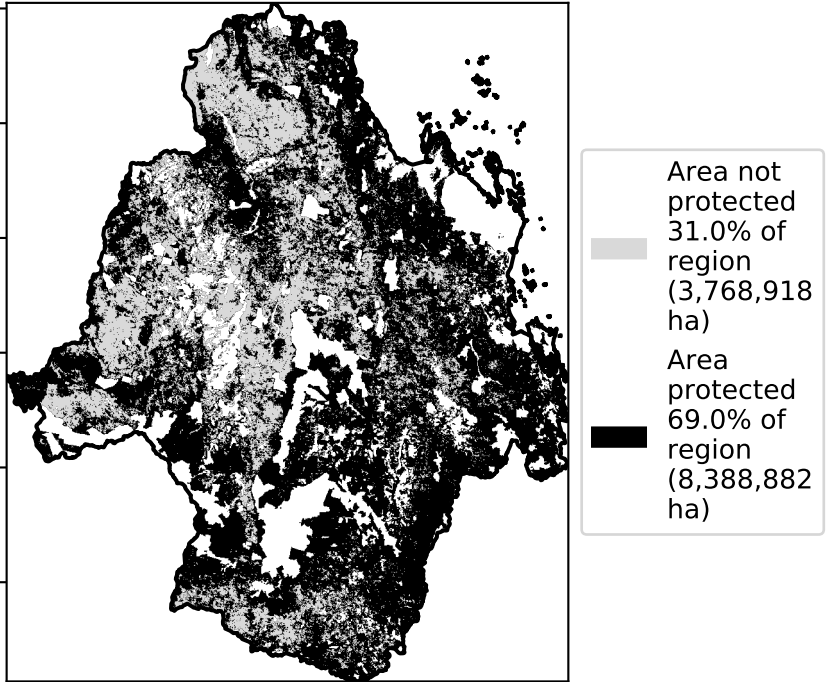 Area not
protected
31.0% of
region
(3,768,918
ha)
Area
protected
69.0% of
region
(8,388,882
ha)